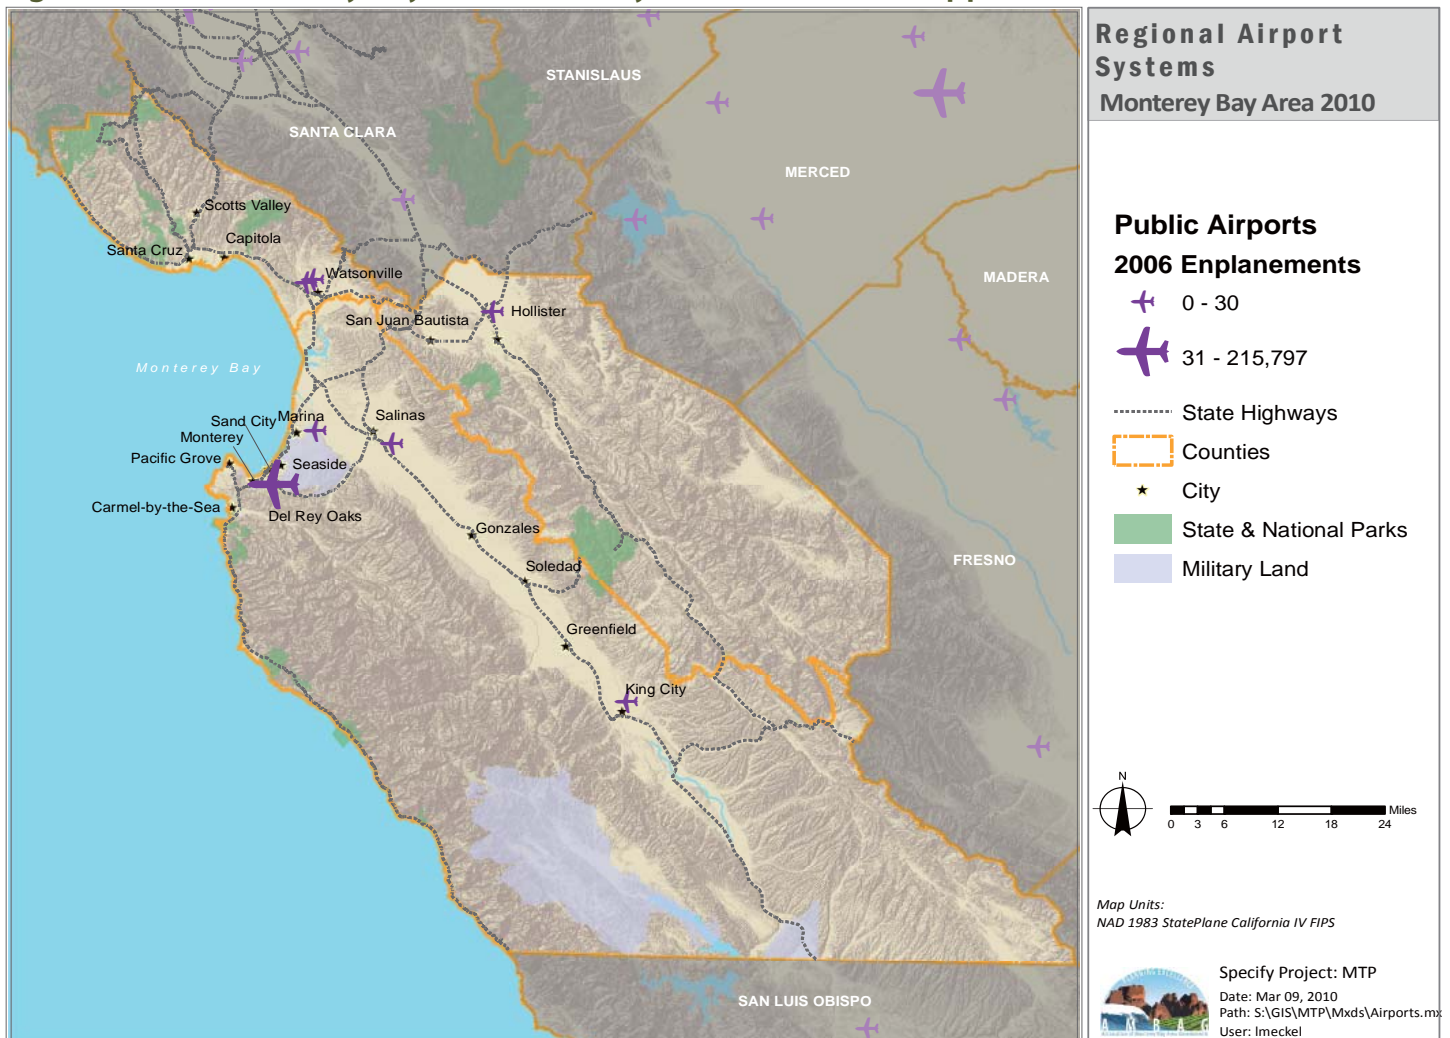 Regional Airport
Systems
Monterey Bay Area 2010
Public Airports
2006 Enplanements
0 - 30
31 - 215,797
State Highways
Counties
City
State & National Parks
Military Land
N
Miles
0 3 6 12 18 24
Map Units:
NAD 1983 StatePlane California IV FIPS
Specify Project: MTP
Date: Mar 09, 2010
Path: S:\GIS\MTP\Mxds\Airports.mx
User: lmeckel
AMBAG
STANISLAUS
SANTA CLARA
MERCED
MADERA
FRESNO
SAN LUIS OBISPO
Scotts Valley
Santa Cruz
Capitola
Watsonville
San Juan Bautista
Hollister
Monterey Bay
Sand City
Marina
Salinas
Monterey
Pacific Grove
Seaside
Carmel-by-the-Sea
Del Rey Oaks
Gonzales
Soledad
Greenfield
King City